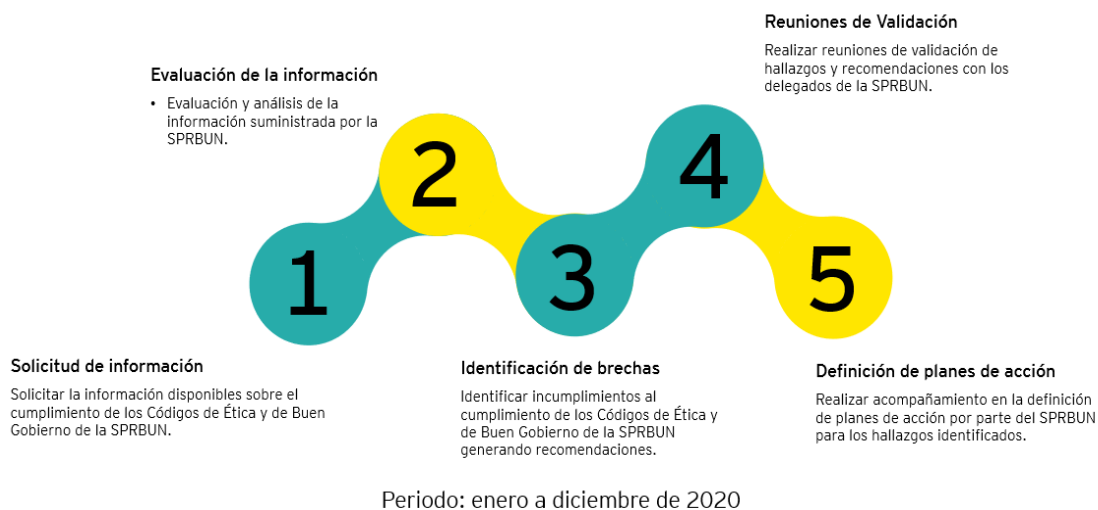 1
Solicitud de información
Solicitar la información disponibles sobre el
cumplimiento de los Códigos de Ética y de Buen
Gobierno de la SPRBUN.
2
Evaluación de la información
• Evaluación y análisis de la
información suministrada por la
SPRBUN.
3
Identificación de brechas
Identificar incumplimientos al
cumplimiento de los Códigos de Ética y
de Buen Gobierno de la SPRBUN
generando recomendaciones.
4
Reuniones de Validación
Realizar reuniones de validación de
hallazgos y recomendaciones con los
delegados de la SPRBUN.
5
Definición de planes de acción
Realizar acompañamiento en la definición
de planes de acción por parte del SPRBUN
para los hallazgos identificados.
Periodo: enero a diciembre de 2020